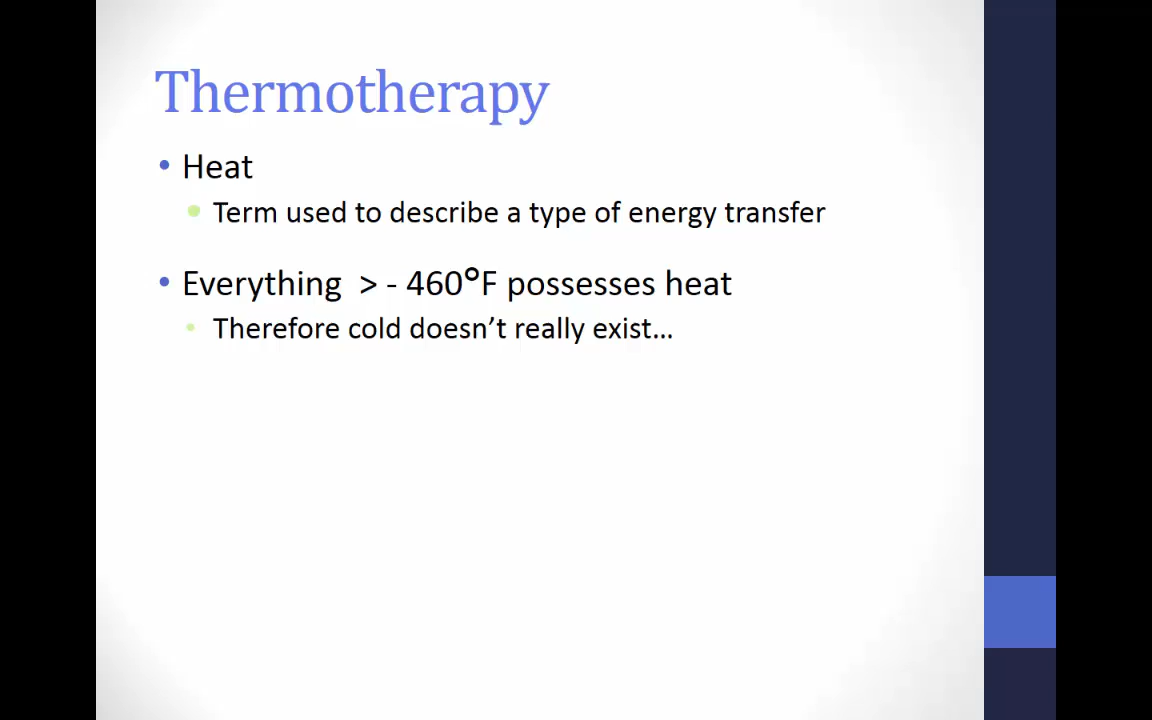 Thermotherapy
• Heat
• Term used to describe a type of energy transfer
• Everything > - 460°F possesses heat
• Therefore cold doesn’t really exist…